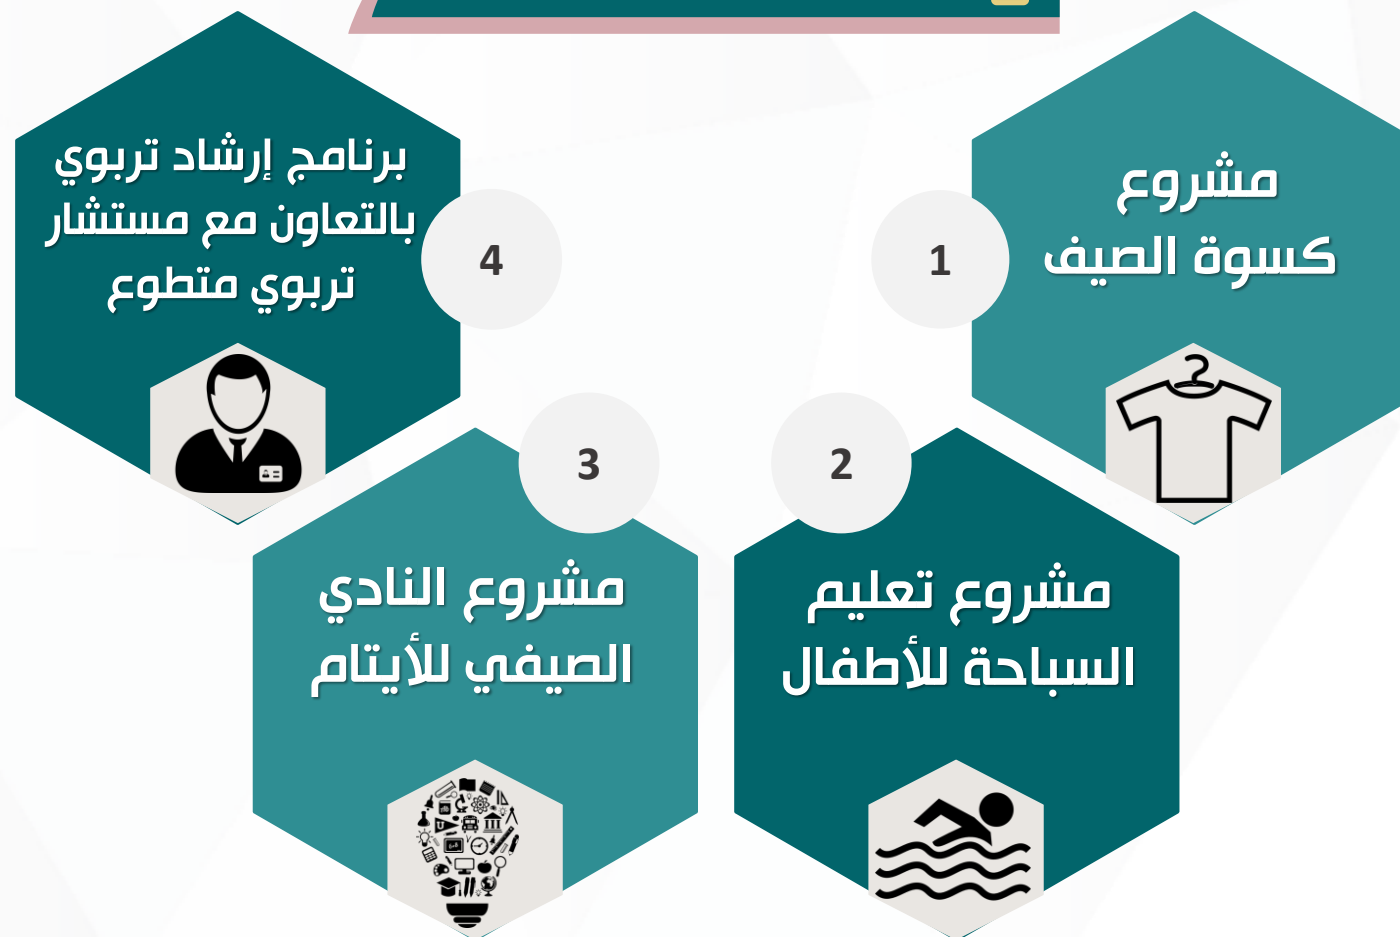 1
مشروع
كسوة الصيف
2
مشروع تعليم
السباحة للأطفال
3
مشروع النادي
الصيفي للأيتام
4
برنامج إرشاد تربوي
بالتعاون مع مستشار
تربوي متطوع